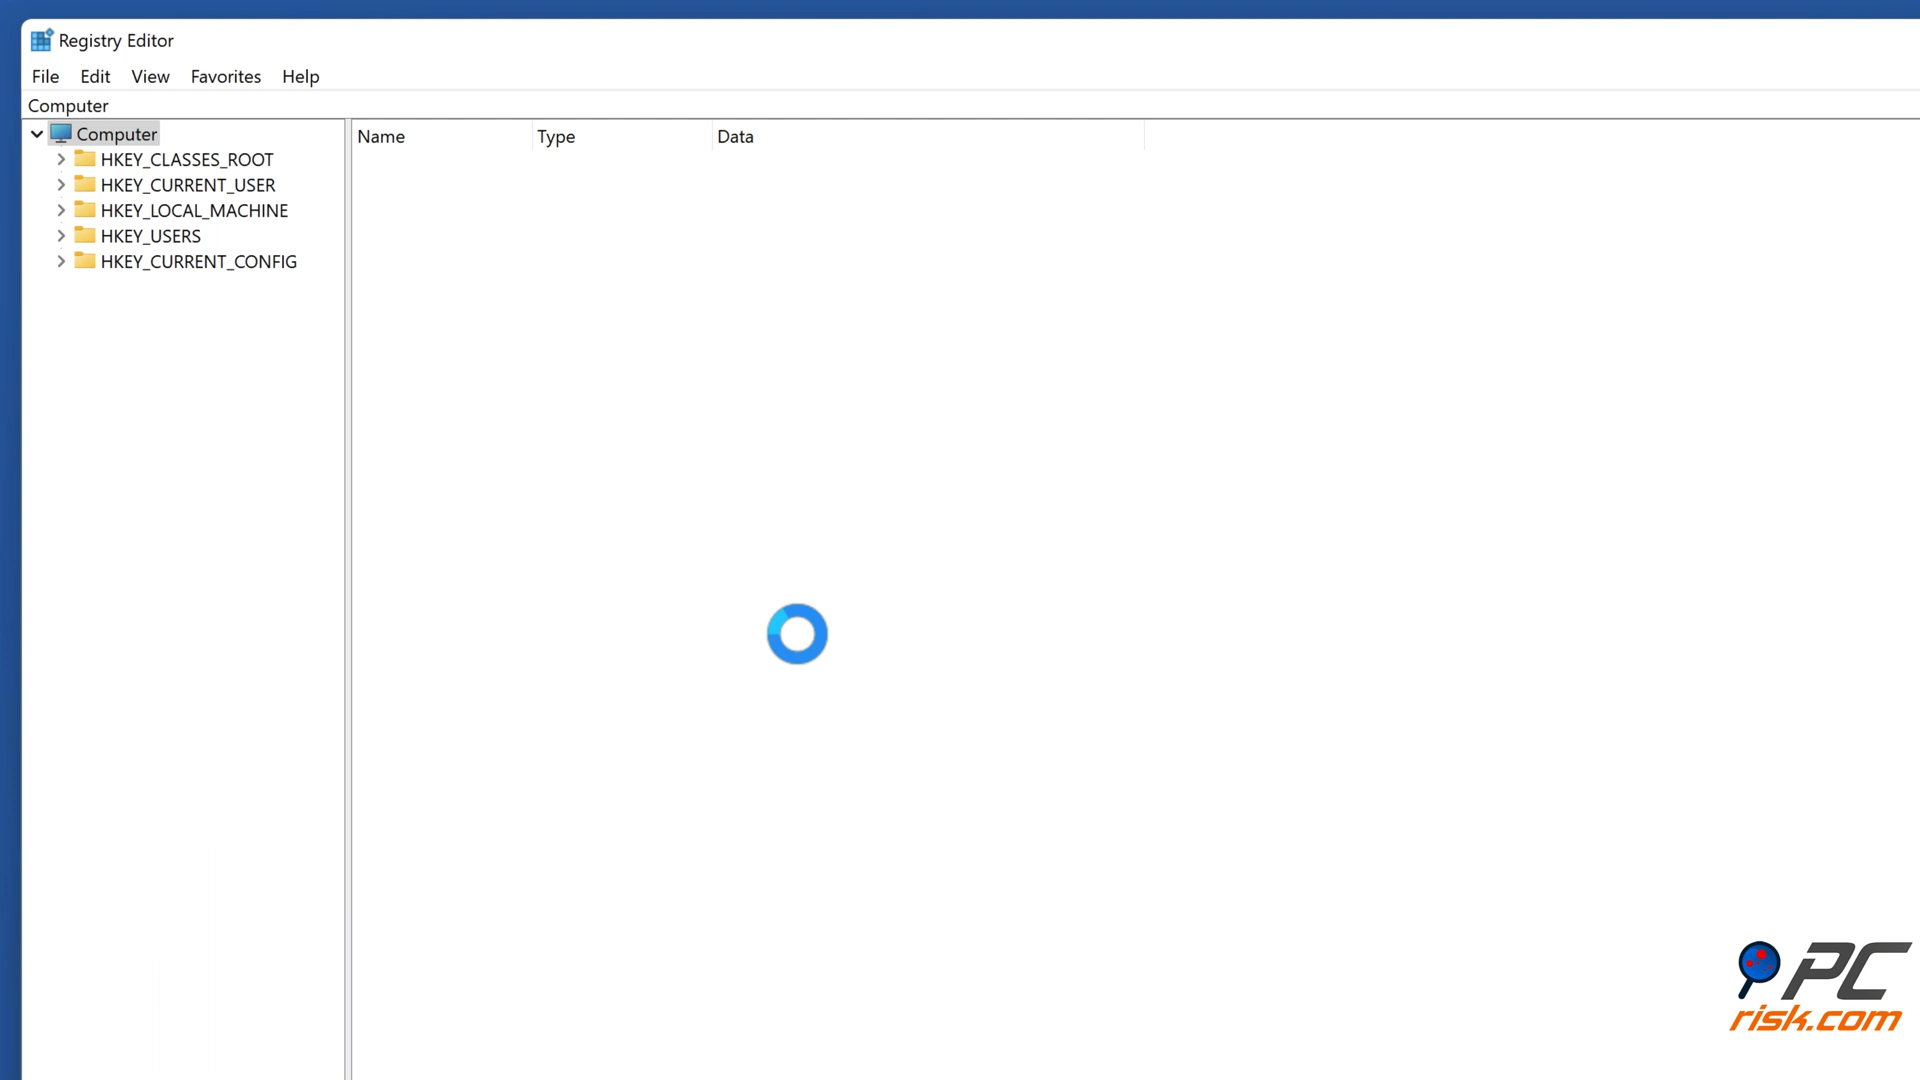 Registry Editor
File Edit View Favorites Help
Computer
Computer
HKEY_CLASSES_ROOT
HKEY_CURRENT_USER
HKEY_LOCAL_MACHINE
HKEY_USERS
HKEY_CURRENT_CONFIG
Name Type Data
PC
risk.com